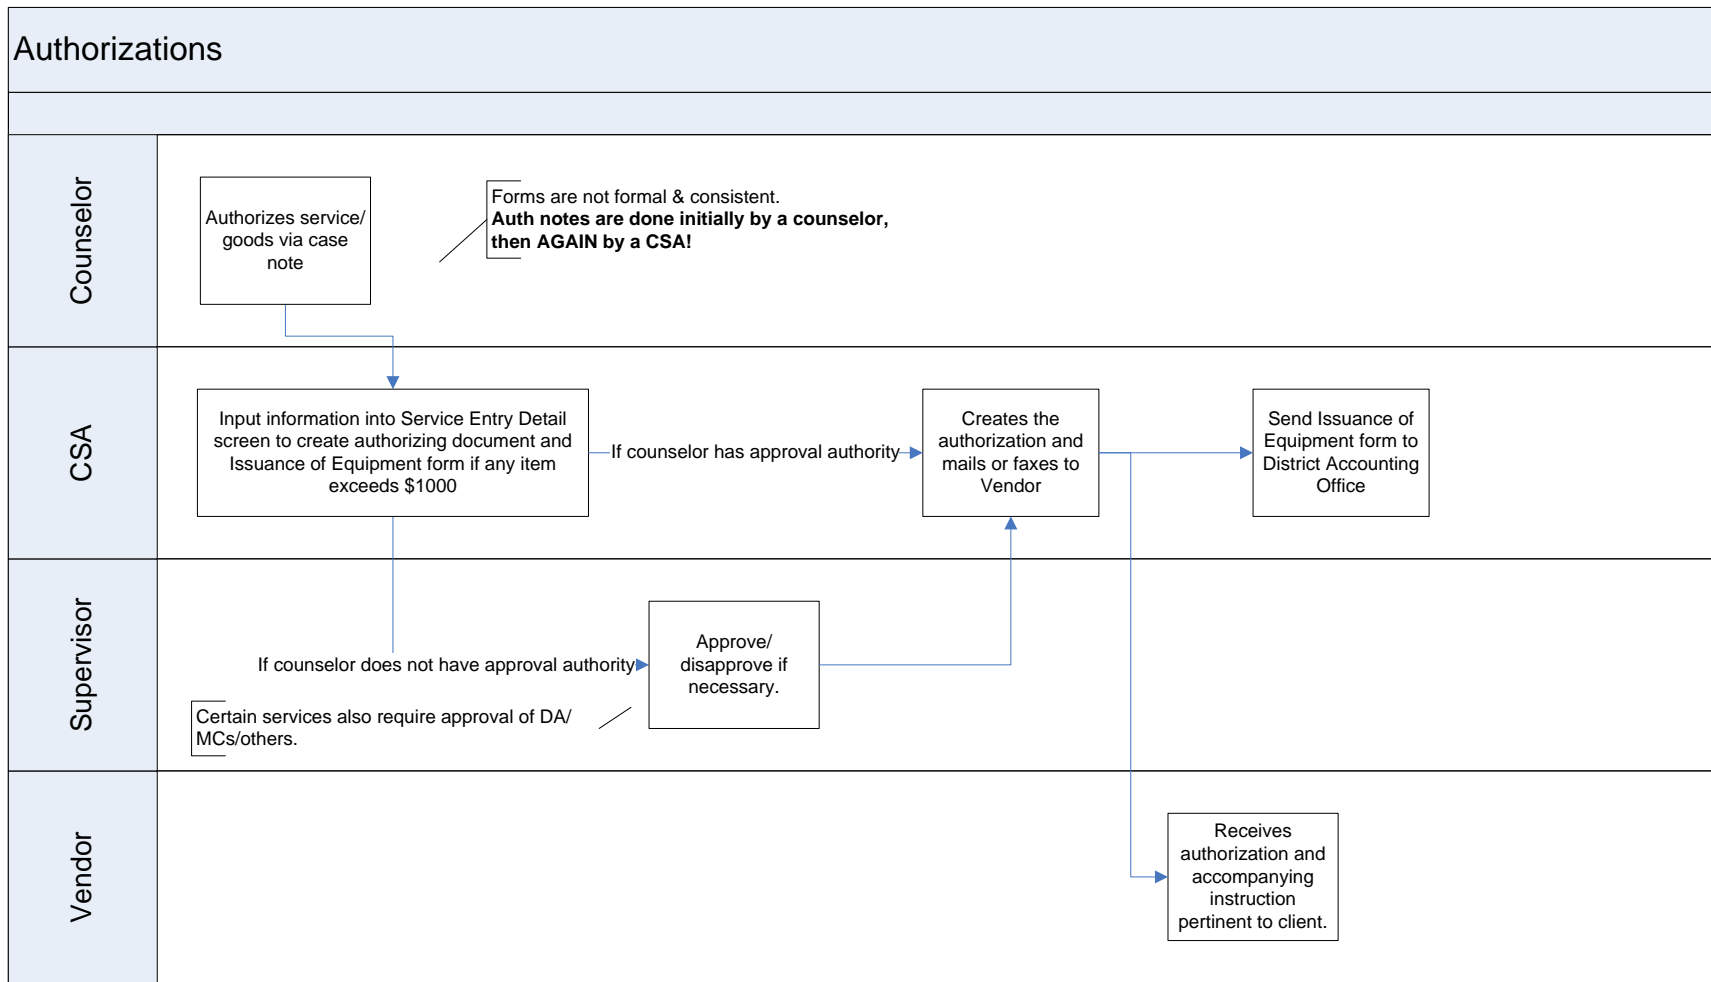 Authorizations
Counselor
Authorizes service/
goods via case
note
Forms are not formal & consistent.
Auth notes are done initially by a counselor,
then AGAIN by a CSA!
CSA
Input information into Service Entry Detail
screen to create authorizing document and
Issuance of Equipment form if any item
exceeds $1000
If counselor has approval authority
Creates the
authorization and
mails or faxes to
Vendor
Send Issuance of
Equipment form to
District Accounting
Office
Supervisor
If counselor does not have approval authority
Approve/
disapprove if
necessary.
Certain services also require approval of DA/
MCs/others.
Vendor
Receives
authorization and
accompanying
instruction
pertinent to client.